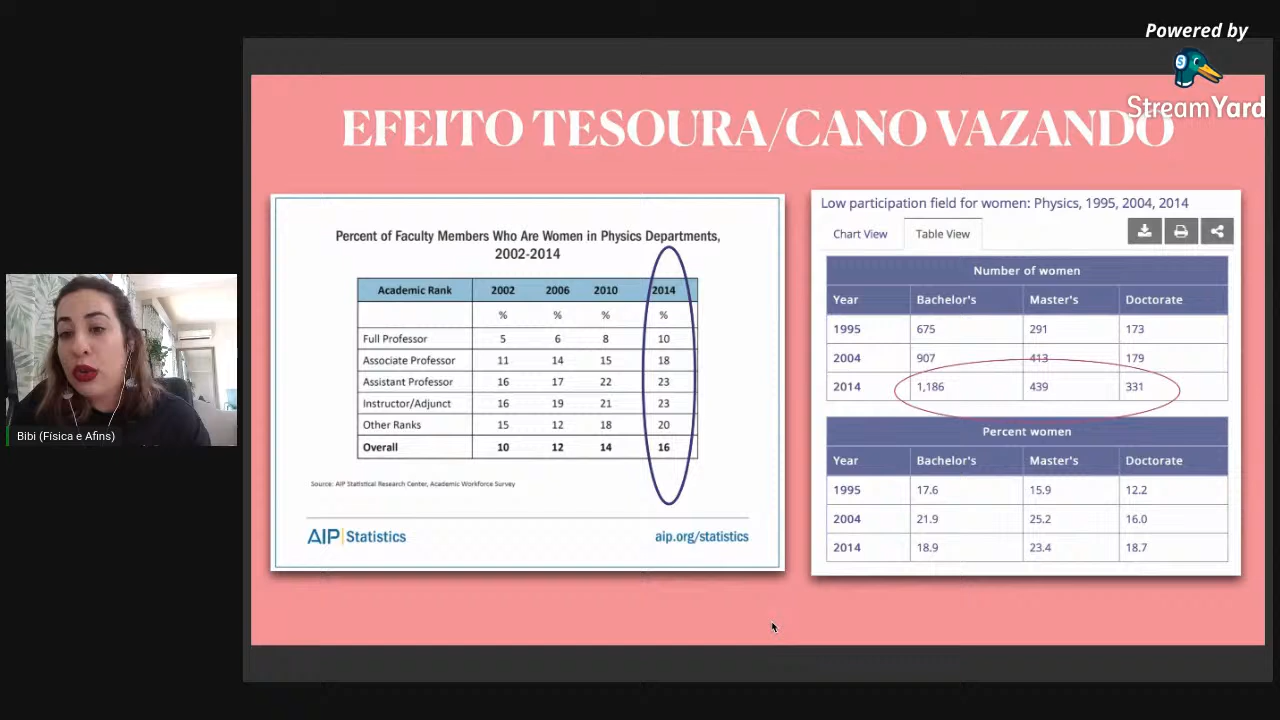 Powered by
StreamYard
EFEITO TESOURA/CANO VAZANDO
Percent of Faculty Members Who Are Women in Physics Departments,
2002-2014
Academic Rank 2002 2006 2010 2014
% % % %
Full Professor 5 6 8 10
Associate Professor 11 14 15 18
Assistant Professor 16 17 22 23
Instructor/Adjunct 16 19 21 23
Other Ranks 15 12 18 20
Overall 10 12 14 16
Source: AIP Statistical Research Center, Academic Workforce Survey
AIP Statistics
aip.org/statistics
Low participation field for women: Physics, 1995, 2004, 2014
Chart View Table View
Number of women
Year Bachelor's Master's Doctorate
1995 675 291 173
2004 907 413 179
2014 1,186 439 331
Percent women
Year Bachelor's Master's Doctorate
1995 17.6 15.9 12.2
2004 21.9 25.2 16.0
2014 18.9 23.4 18.7
Bibi (Física e Afins)